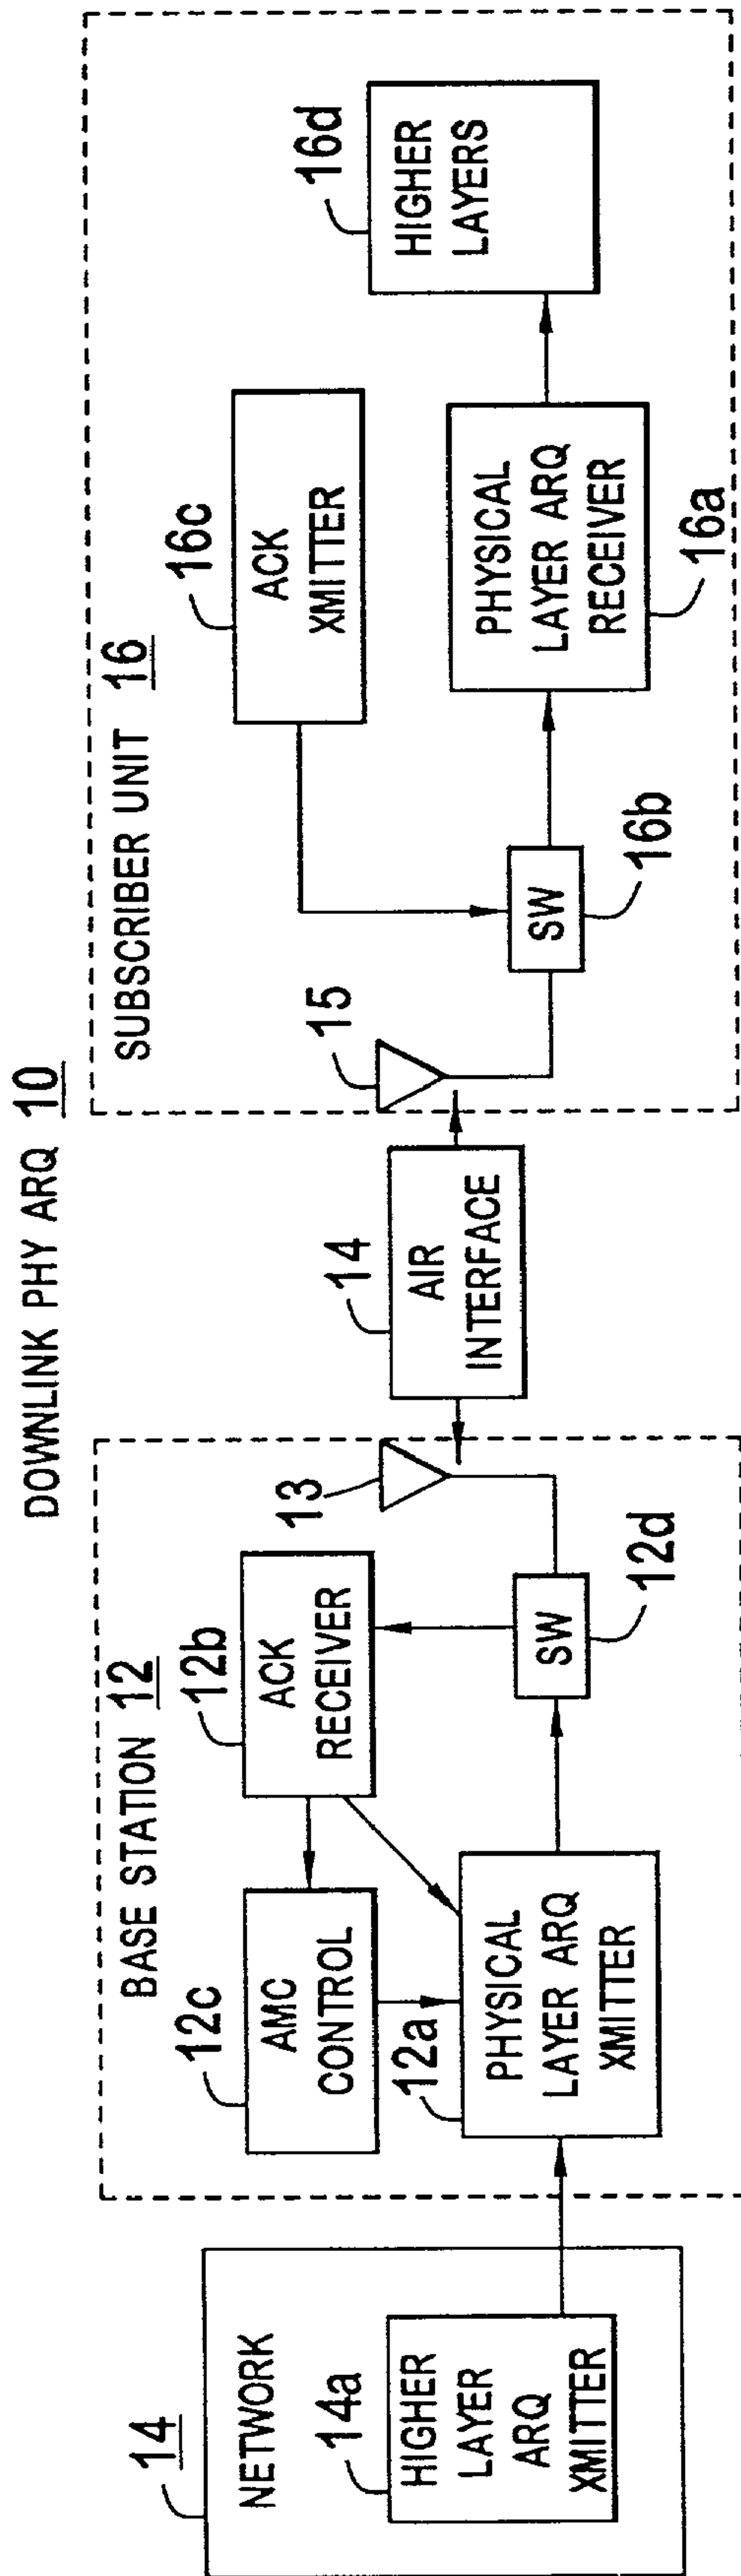 DOWNLINK PHY ARQ 10
14
NETWORK
14a
HIGHER
LAYER
ARQ
XMITTER
BASE STATION 12
12c
AMC
CONTROL
12b
ACK
RECEIVER
12a
PHYSICAL
LAYER ARQ
XMITTER
SW
12d
13
14
AIR
INTERFACE
SUBSCRIBER UNIT 16
15
16c
ACK
XMITTER
SW
16b
PHYSICAL
LAYER ARQ
RECEIVER
16a
16d
HIGHER
LAYERS